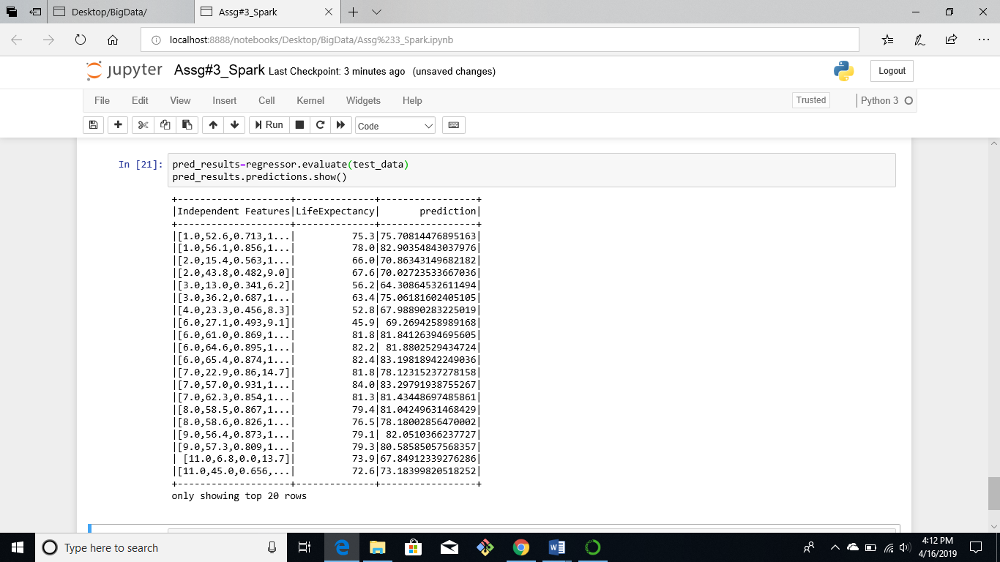 Desktop/BigData/
Assg#3_Spark
localhost:8888/notebooks/Desktop/BigData/Assg%233_Spark.ipynb
jupyter Assg#3_Spark Last Checkpoint: 3 minutes ago (unsaved changes)
Logout
File Edit View Insert Cell Kernel Widgets Help
Trusted
Python 3
Run
Code
In [21]:
pred_results=regressor.evaluate(test_data)
pred_results.predictions.show()
+--------------------+--------------+-----------------+
|Independent Features|LifeExpectancy|       prediction|
+--------------------+--------------+-----------------+
|[1.0,52.6,0.713,1...|          75.3|75.70814476895163|
|[1.0,56.1,0.856,1...|          78.0|82.90354843037976|
|[2.0,15.4,0.563,1...|          66.0|70.86343149682182|
|[2.0,43.8,0.482,9.0]|          67.6|70.02723533667036|
|[3.0,13.0,0.341,6.2]|          56.2|64.30864532611494|
|[3.0,36.2,0.687,1...|          63.4|75.06181602405105|
|[4.0,23.3,0.456,8.3]|          52.8|67.98890283225019|
|[6.0,27.1,0.493,9.1]|          45.9| 69.2694258989168|
|[6.0,61.0,0.869,1...|          81.8|81.84126394695605|
|[6.0,64.6,0.895,1...|          82.2| 81.8802529434724|
|[6.0,65.4,0.874,1...|          82.4|83.19818942249036|
|[7.0,22.9,0.86,14.7]|          81.8|78.12315237278158|
|[7.0,57.0,0.931,1...|          84.0|83.29791938755267|
|[7.0,62.3,0.854,1...|          81.3|81.43448697485861|
|[8.0,58.5,0.867,1...|          79.4|81.04249631468429|
|[8.0,58.6,0.826,1...|          76.5|78.18002856470002|
|[9.0,56.4,0.873,1...|          79.1| 82.0510366237727|
|[9.0,57.3,0.809,1...|          79.3|80.58585057568357|
| [11.0,6.8,0.0,13.7]|          73.9|67.84912339276286|
|[11.0,45.0,0.656,...|          72.6|73.18399820518252|
+--------------------+--------------+-----------------+
only showing top 20 rows
Type here to search
4:12 PM
4/16/2019